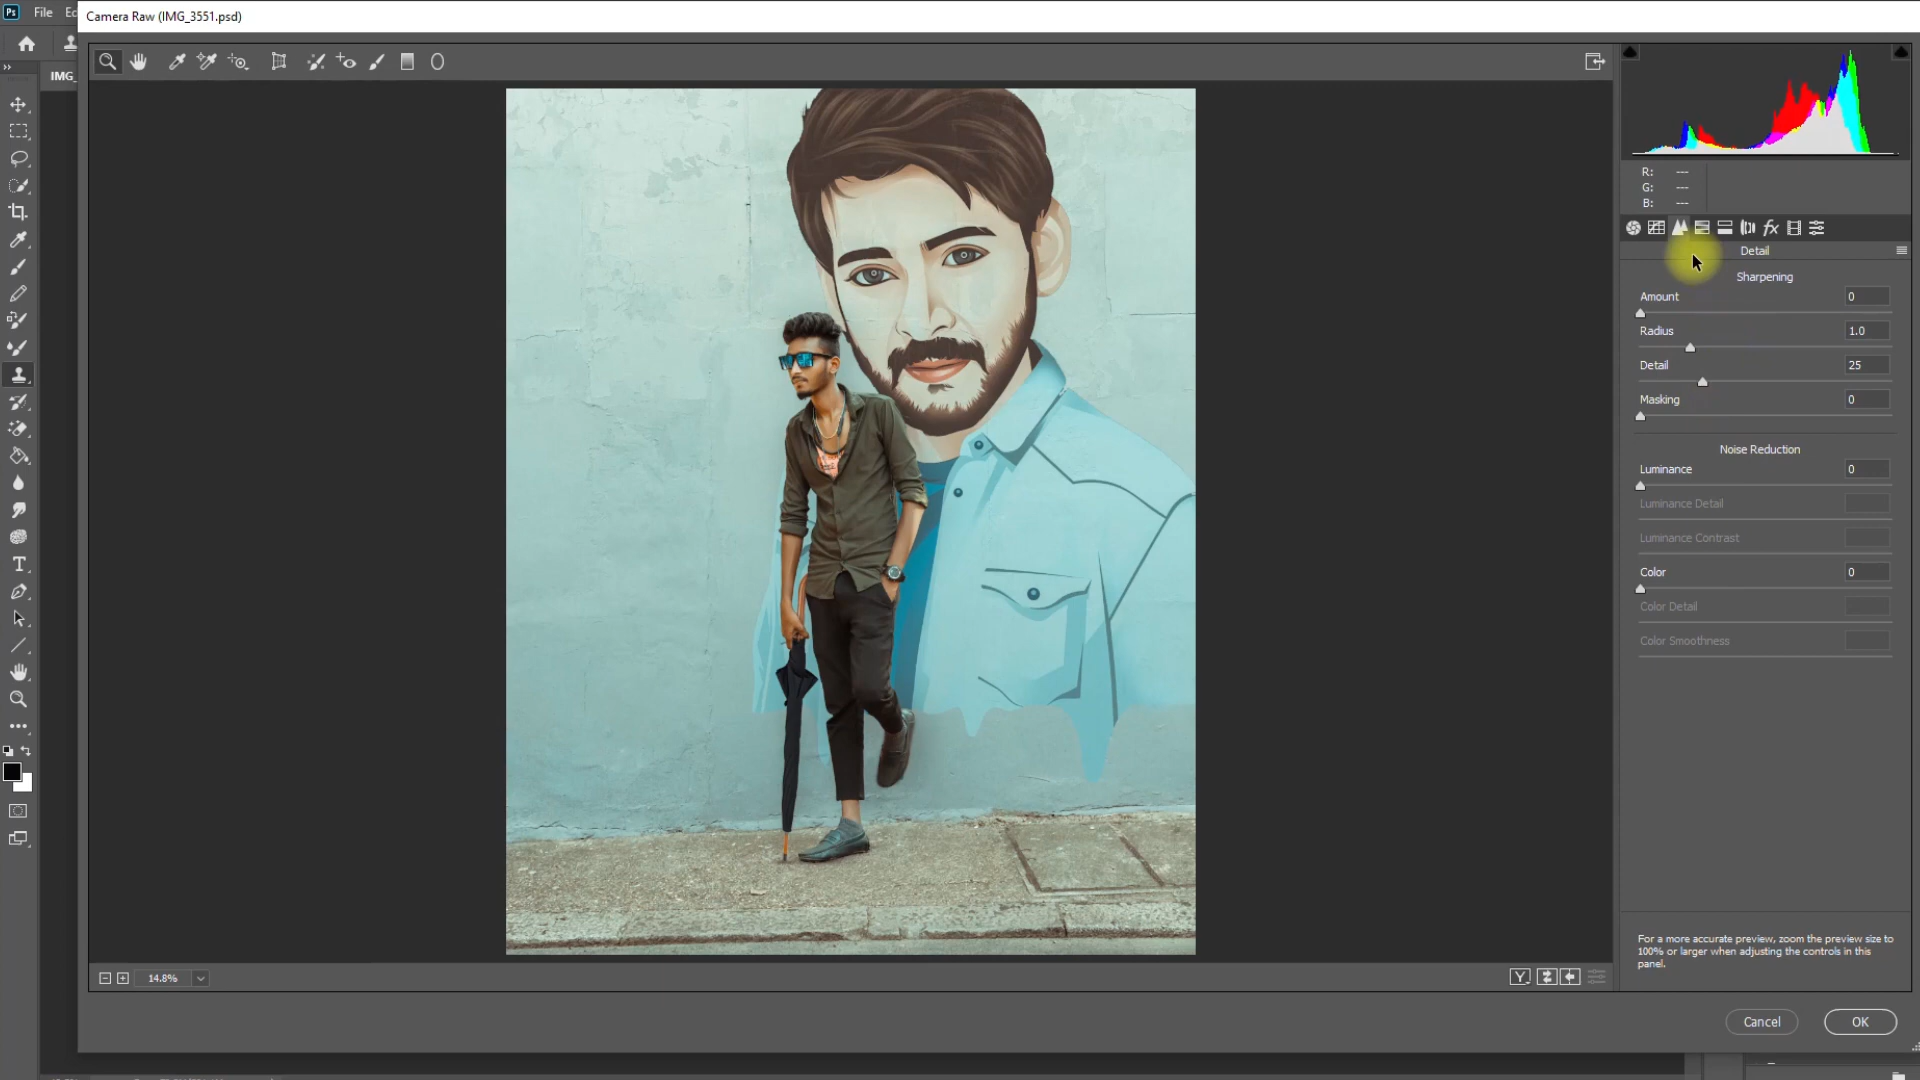 Ps File Ed
Camera Raw (IMG_3551.psd)
IMG_
R: ---
G: ---
B: ---
fx
Detail
Sharpening
Amount 0
Radius 1.0
Detail 25
Masking 0
Noise Reduction
Luminance 0
Luminance Detail
Luminance Contrast
Color 0
Color Detail
Color Smoothness
T
For a more accurate preview, zoom the preview size to
100% or larger when adjusting the controls in this
panel.
14.8%
Y
Cancel OK